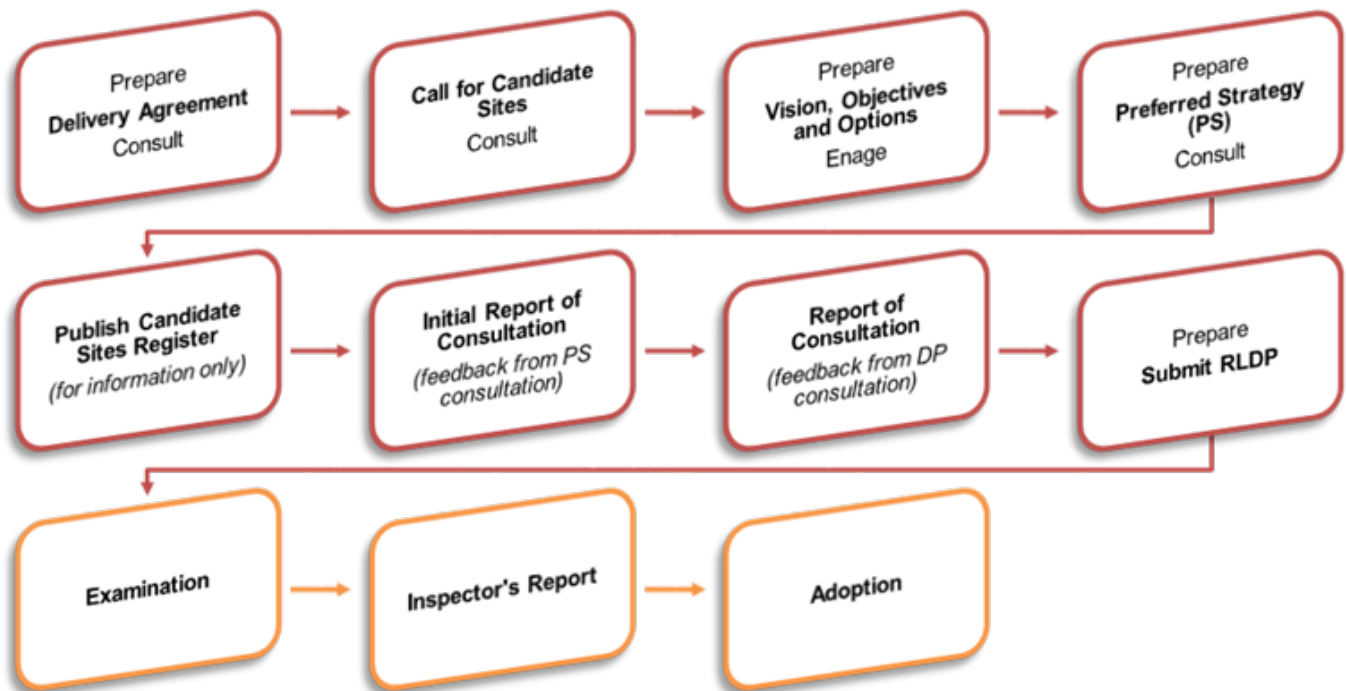 Prepare
Delivery Agreement
Consult
Call for Candidate
Sites
Consult
Prepare
Vision, Objectives
and Options
Enage
Prepare
Preferred Strategy
(PS)
Consult
Publish Candidate
Sites Register
(for information only)
Initial Report of
Consultation
(feedback from PS
consultation)
Report of
Consultation
(feedback from DP
consultation)
Prepare
Submit RLDP
Examination
Inspector's Report
Adoption